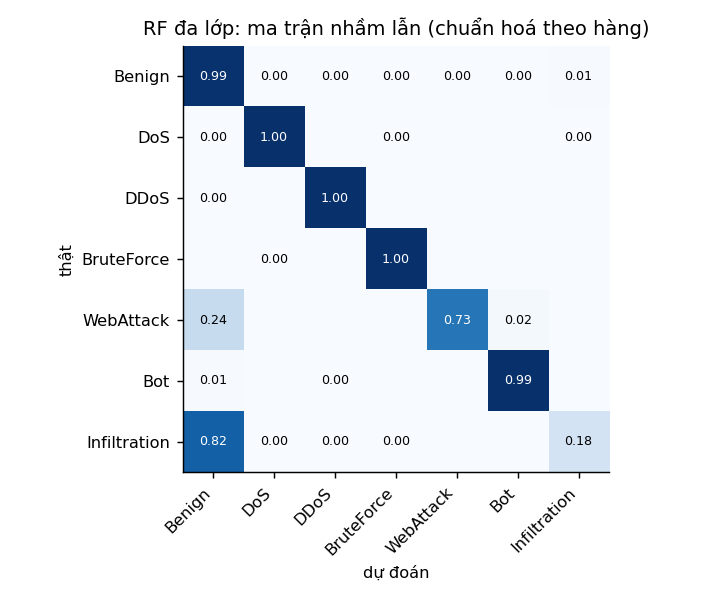 RF đa lớp: ma trận nhầm lẫn (chuẩn hoá theo hàng)
thật
Benign 0.99 0.00 0.00 0.00 0.00 0.00 0.01
DoS 0.00 1.00 0.00 0.00
DDoS 0.00 1.00
BruteForce 0.00 1.00
WebAttack 0.24 0.73 0.02
Bot 0.01 0.00 0.99
Infiltration 0.82 0.00 0.00 0.00 0.18
Benign DoS DDoS BruteForce WebAttack Bot Infiltration
dự đoán